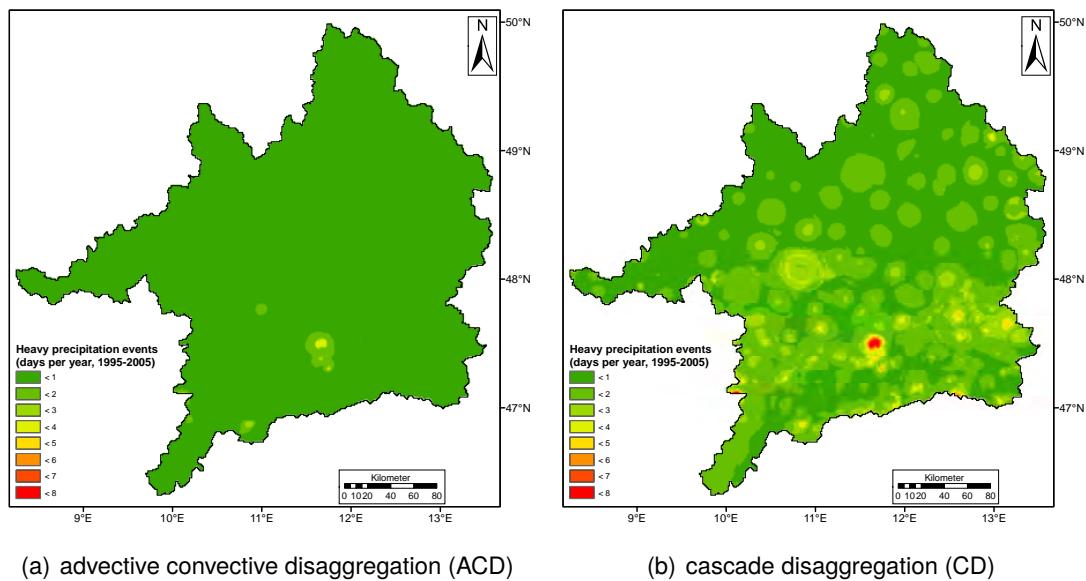 N
50°N
49°N
48°N
47°N
Heavy precipitation events
(days per year, 1995-2005)
< 1
< 2
< 3
< 4
< 5
< 6
< 7
< 8
Kilometer
0 10 20 40 60 80
9°E 10°E 11°E 12°E 13°E
(a) advective convective disaggregation (ACD)
N
50°N
49°N
48°N
47°N
Heavy precipitation events
(days per year, 1995-2005)
< 1
< 2
< 3
< 4
< 5
< 6
< 7
< 8
Kilometer
0 10 20 40 60 80
9°E 10°E 11°E 12°E 13°E
(b) cascade disaggregation (CD)